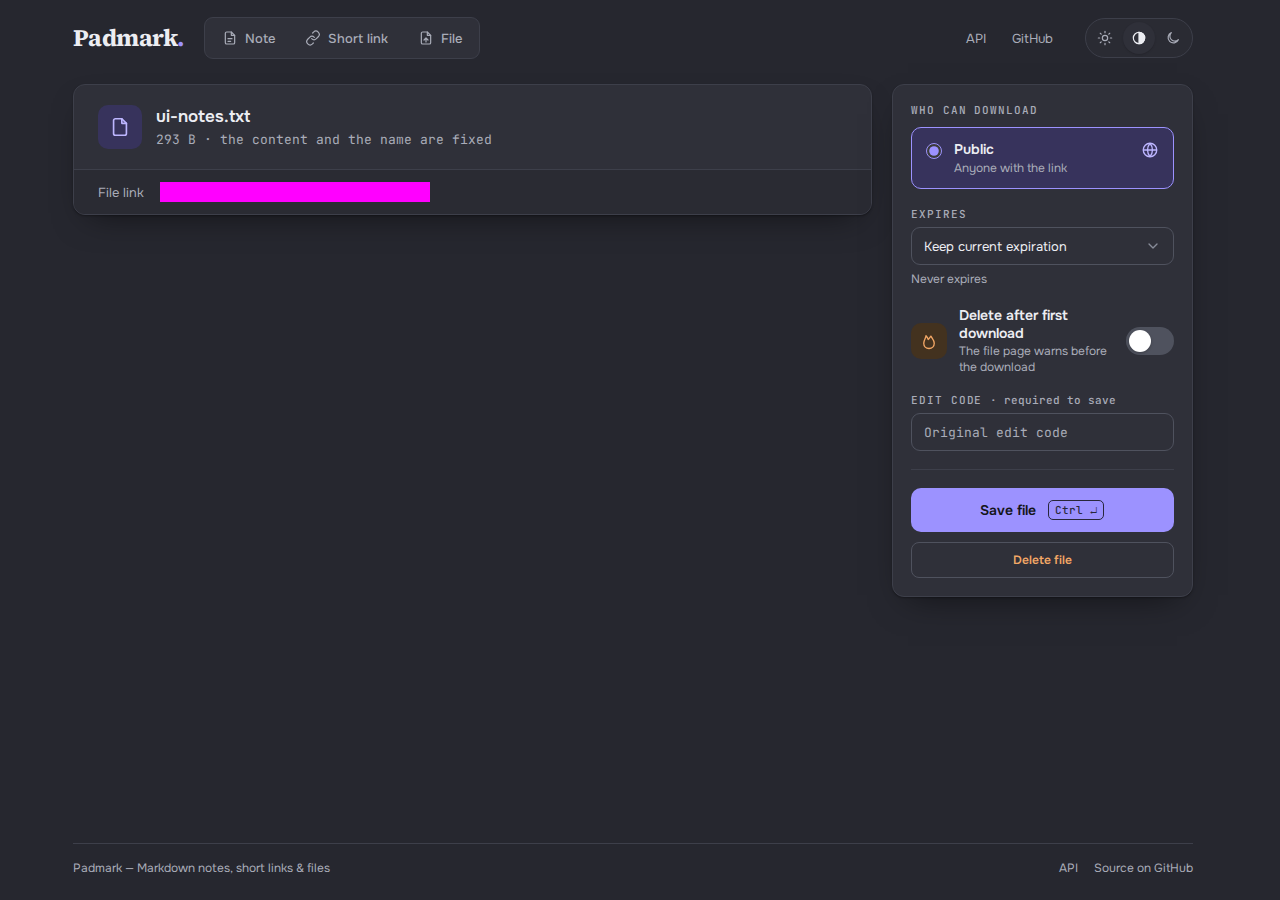 Padmark.
Note
Short link
File
API
GitHub
ui-notes.txt
293 B · the content and the name are fixed
File link
WHO CAN DOWNLOAD
Public
Anyone with the link
EXPIRES
Keep current expiration
Never expires
Delete after first
download
The file page warns before
the download
EDIT CODE · required to save
Original edit code
Save file
Ctrl ↵
Delete file
Padmark — Markdown notes, short links & files
API
Source on GitHub